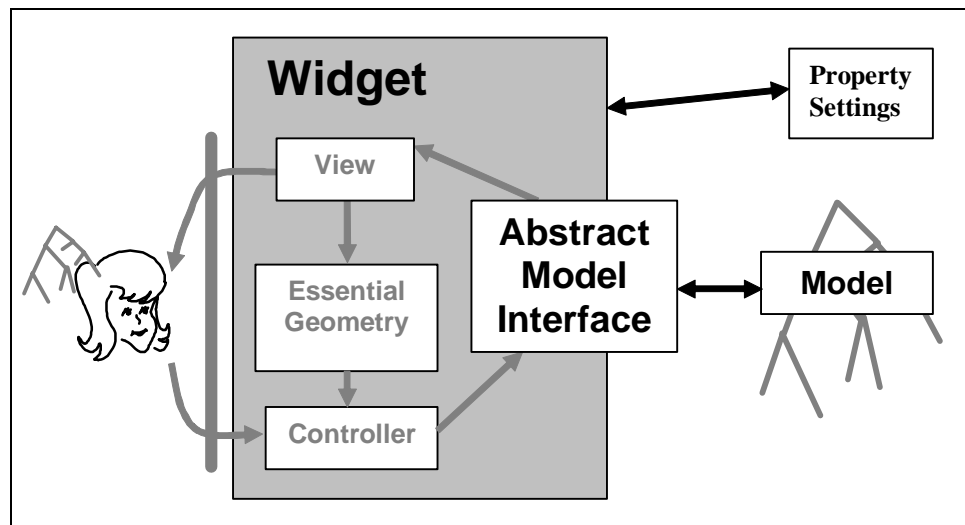 Widget
Property
Settings
View
Abstract
Model
Interface
Essential
Geometry
Model
Controller